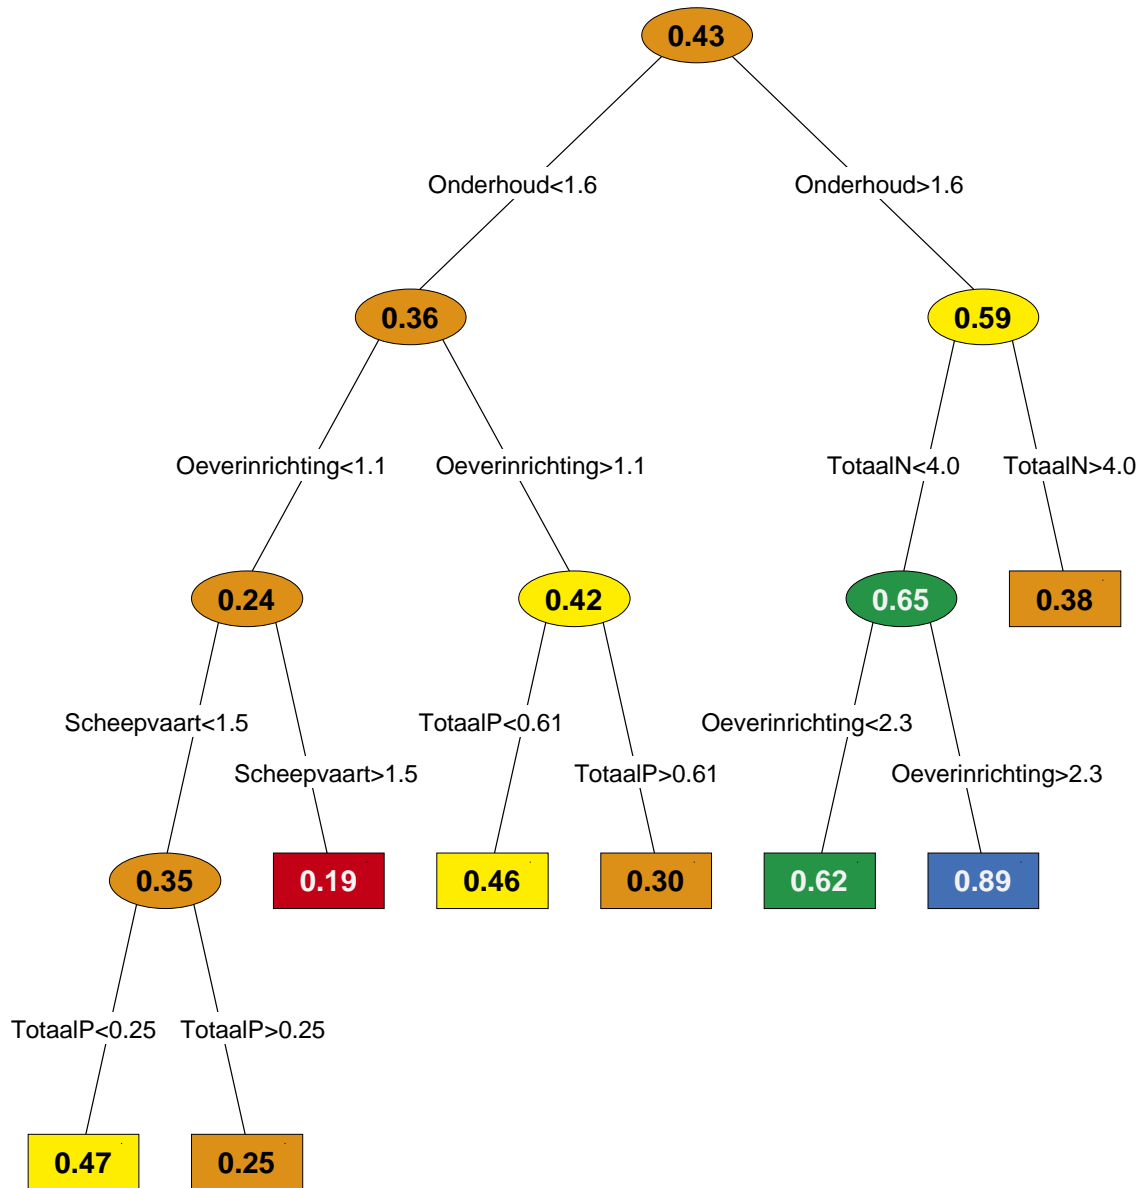 0.43
Onderhoud<1.6
Onderhoud>1.6
0.36
0.59
Oeverinrichting<1.1
Oeverinrichting>1.1
TotaalN<4.0
TotaalN>4.0
0.24
0.42
0.65
0.38
Scheepvaart<1.5
TotaalP<0.61
Oeverinrichting<2.3
Scheepvaart>1.5
TotaalP>0.61
Oeverinrichting>2.3
0.35
0.19
0.46
0.30
0.62
0.89
TotaalP<0.25
TotaalP>0.25
0.47
0.25